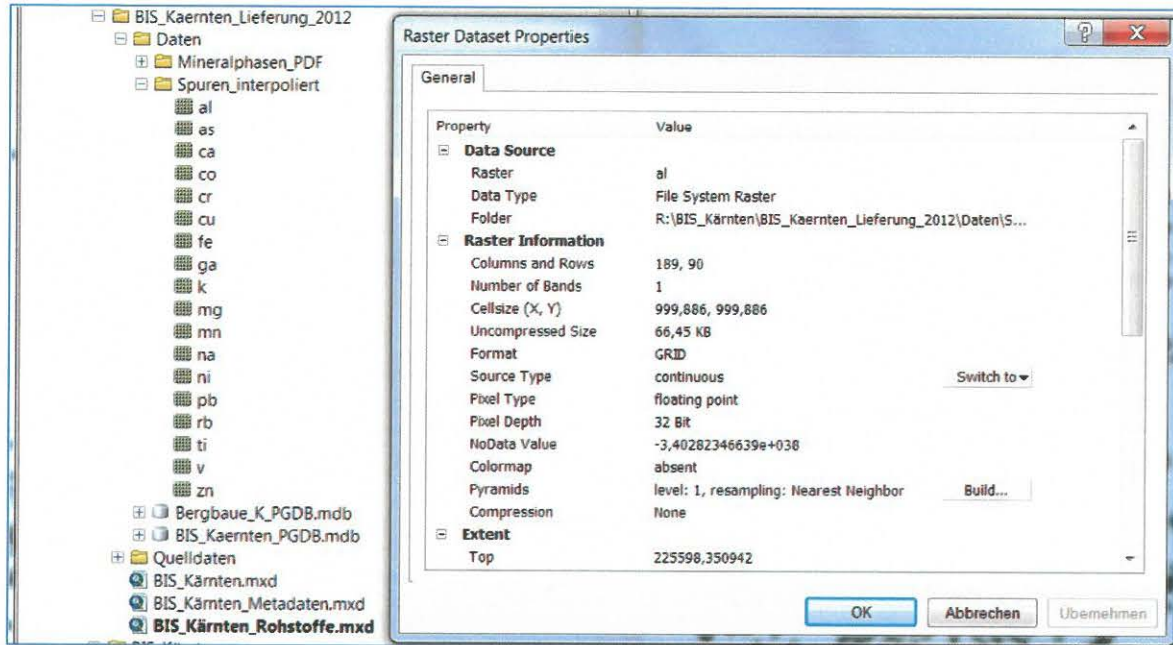 BIS_Kaernten_Lieferung_2012
Daten
Mineralphasen_PDF
Spuren_interpoliert
al
as
ca
co
cr
cu
fe
ga
k
mg
mn
na
ni
pb
rb
ti
v
zn
Bergbaue_K_PGDB.mdb
BIS_Kaernten_PGDB.mdb
Quelldaten
BIS_Kärnten.mxd
BIS_Kärnten_Metadaten.mxd
BIS_Kärnten_Rohstoffe.mxd
Raster Dataset Properties
General
Property Value
Data Source
Raster al
Data Type File System Raster
Folder R:\BIS_Kärnten\BIS_Kaernten_Lieferung_2012\Daten\S...
Raster Information
Columns and Rows 189, 90
Number of Bands 1
Cellsize (X, Y) 999,886, 999,886
Uncompressed Size 66,45 KB
Format GRID
Source Type continuous Switch to
Pixel Type floating point
Pixel Depth 32 Bit
NoData Value -3,40282346639e+038
Colormap absent
Pyramids level: 1, resampling: Nearest Neighbor Build...
Compression None
Extent
Top 225598,350942
OK Abbrechen Übernehmen